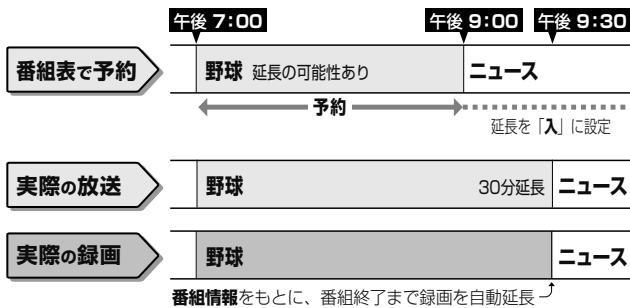 午後 7:00 午後 9:00 午後 9:30
番組表で予約 野球 延長の可能性あり ニュース
予約
延長を「入」に設定
実際の放送 野球 30分延長 ニュース
実際の録画 野球 ニュース
番組情報をもとに、番組終了まで録画を自動延長